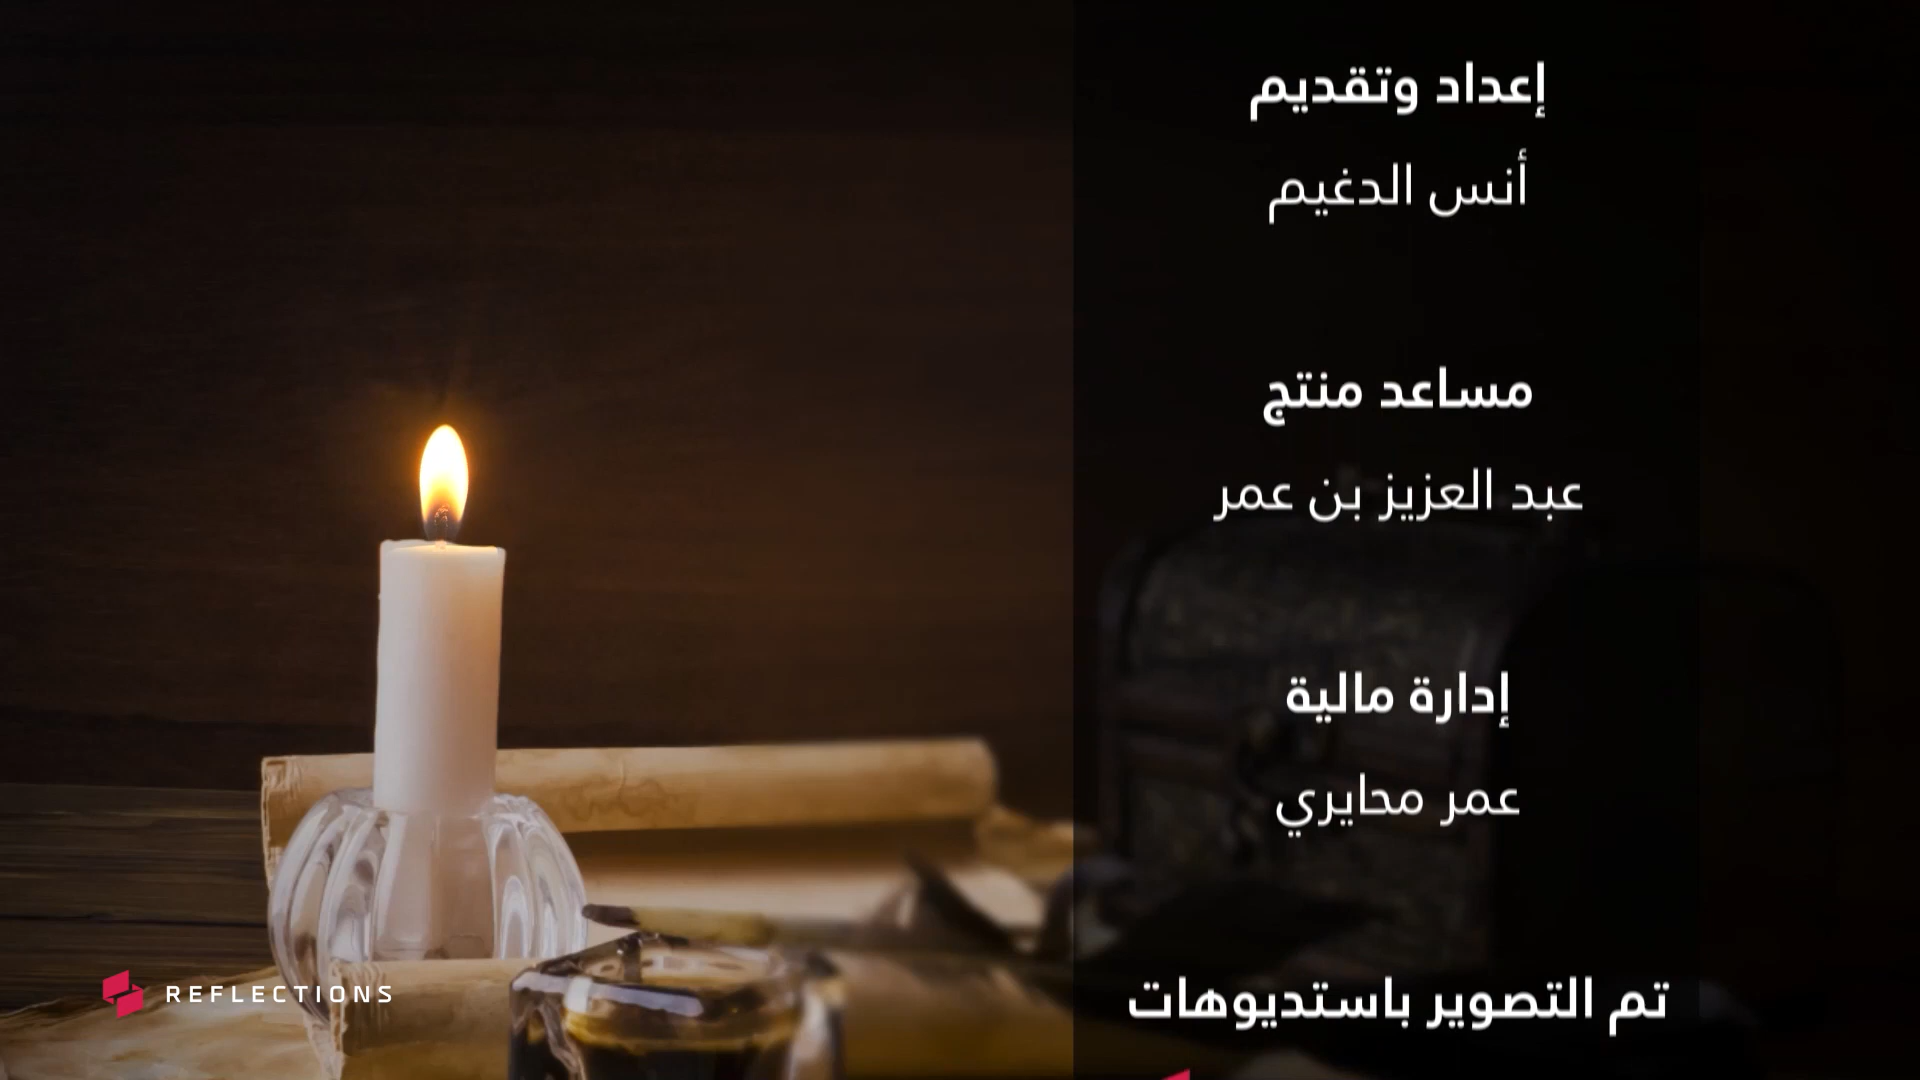 إعداد وتقديم
أنس الدغيم
مساعد منتج
عبد العزيز بن عمر
إدارة مالية
عمر محايري
تم التصوير باستديوهات
REFLECTIONS